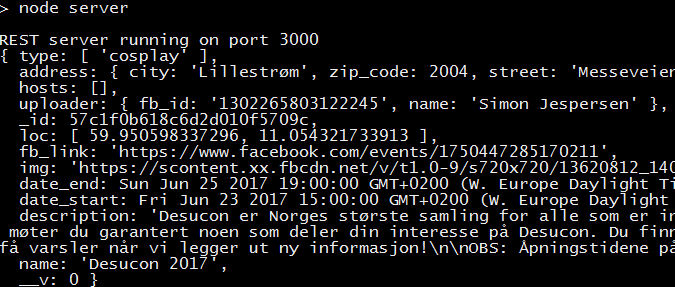 > node server
REST server running on port 3000
{ type: [ 'cosplay' ],
address: { city: 'Lillestrøm', zip_code: 2004, street: 'Messeveien
hosts: [],
uploader: { fb_id: '1302265803122245', name: 'Simon Jespersen' },
_id: 57c1f0b618c6d2d010f5709c,
loc: [ 59.950598337296, 11.054321733913 ],
fb_link: 'https://www.facebook.com/events/1750447285170211',
img: 'https://scontent.xx.fbcdn.net/v/t1.0-9/s720x720/13620812_140
date_end: Sun Jun 25 2017 19:00:00 GMT+0200 (W. Europe Daylight Ti
date_start: Fri Jun 23 2017 15:00:00 GMT+0200 (W. Europe Daylight
description: 'Desucon er Norges største samling for alle som er in
møter du garantert noen som deler din interesse på Desucon. Du finn
få varsler når vi legger ut ny informasjon!\n\nOBS: Åpningstidene på
name: 'Desucon 2017',
__v: 0 }